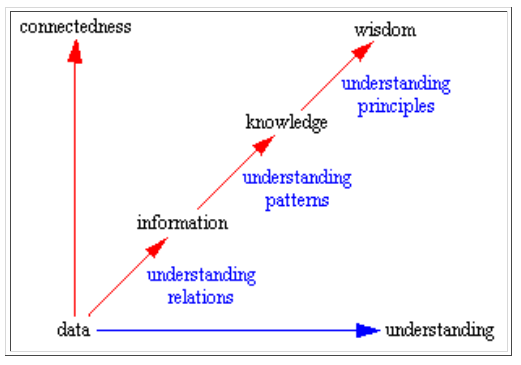 connectedness
wisdom
understanding
principles
knowledge
understanding
patterns
information
understanding
relations
data
understanding